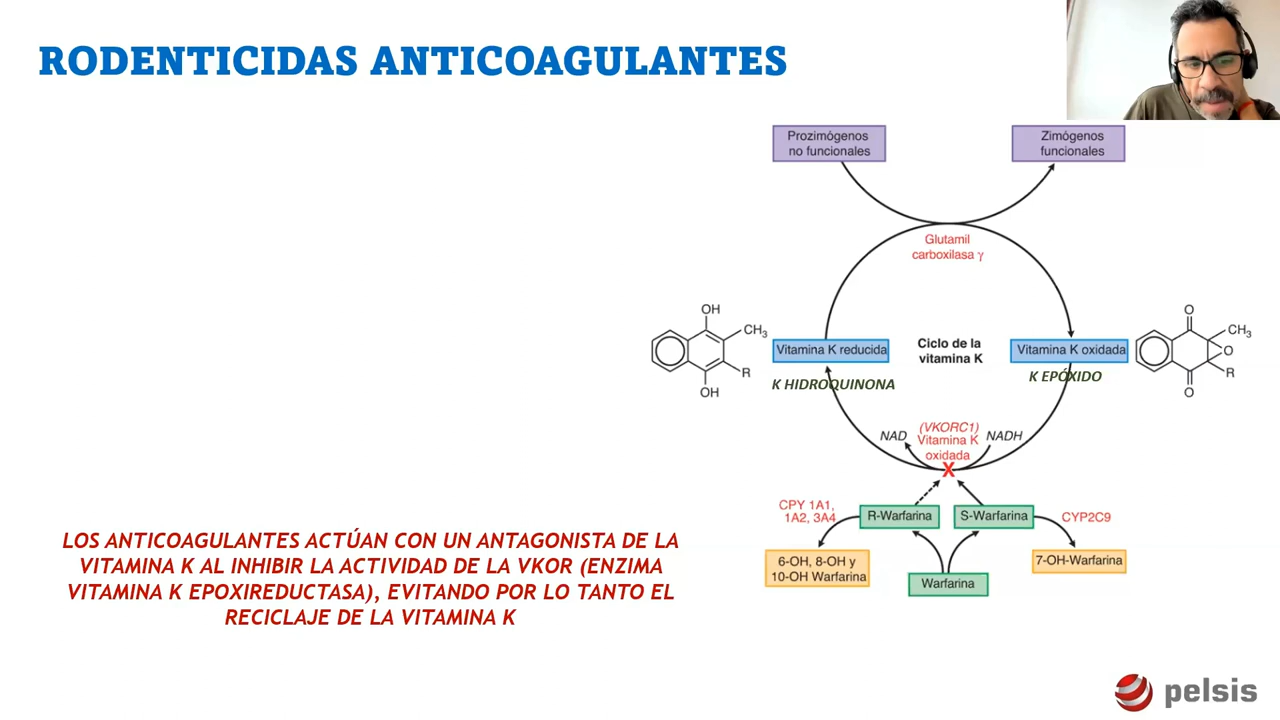 RODENTICIDAS ANTICOAGULANTES
Prozimógenos
no funcionales
Zimógenos
funcionales
Glutamil
carboxilasa γ
OH
CH3
R
OH
Vitamina K reducida
K HIDROQUINONA
Ciclo de la
vitamina K
Vitamina K oxidada
K EPÓXIDO
O
CH3
O
R
O
NAD
(VKORC1)
Vitamina K
oxidada
NADH
X
CPY 1A1,
1A2, 3A4
R-Warfarina
S-Warfarina
CYP2C9
6-OH, 8-OH y
10-OH Warfarina
Warfarina
7-OH-Warfarina
LOS ANTICOAGULANTES ACTÚAN CON UN ANTAGONISTA DE LA
VITAMINA K AL INHIBIR LA ACTIVIDAD DE LA VKOR (ENZIMA
VITAMINA K EPOXIREDUCTASA), EVITANDO POR LO TANTO EL
RECICLAJE DE LA VITAMINA K
pelsis